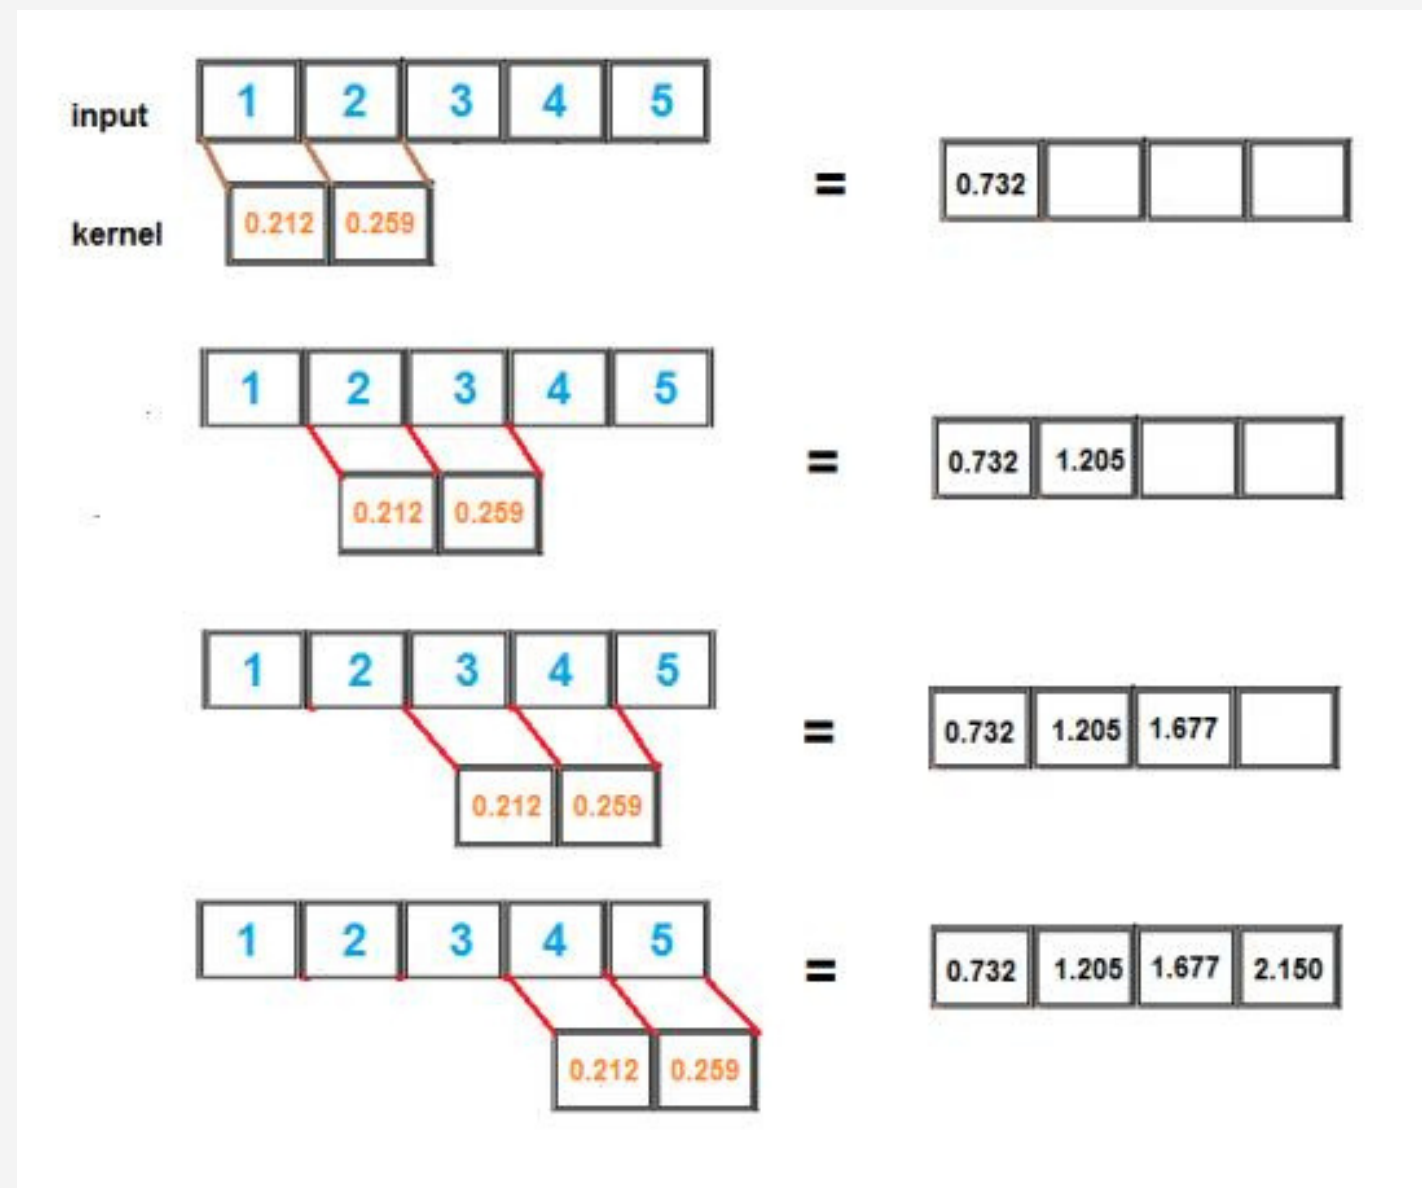 input 1 2 3 4 5
kernel 0.212 0.259 = 0.732
1 2 3 4 5
0.212 0.259 = 0.732 1.205
1 2 3 4 5
0.212 0.259 = 0.732 1.205 1.677
1 2 3 4 5
0.212 0.259 = 0.732 1.205 1.677 2.150